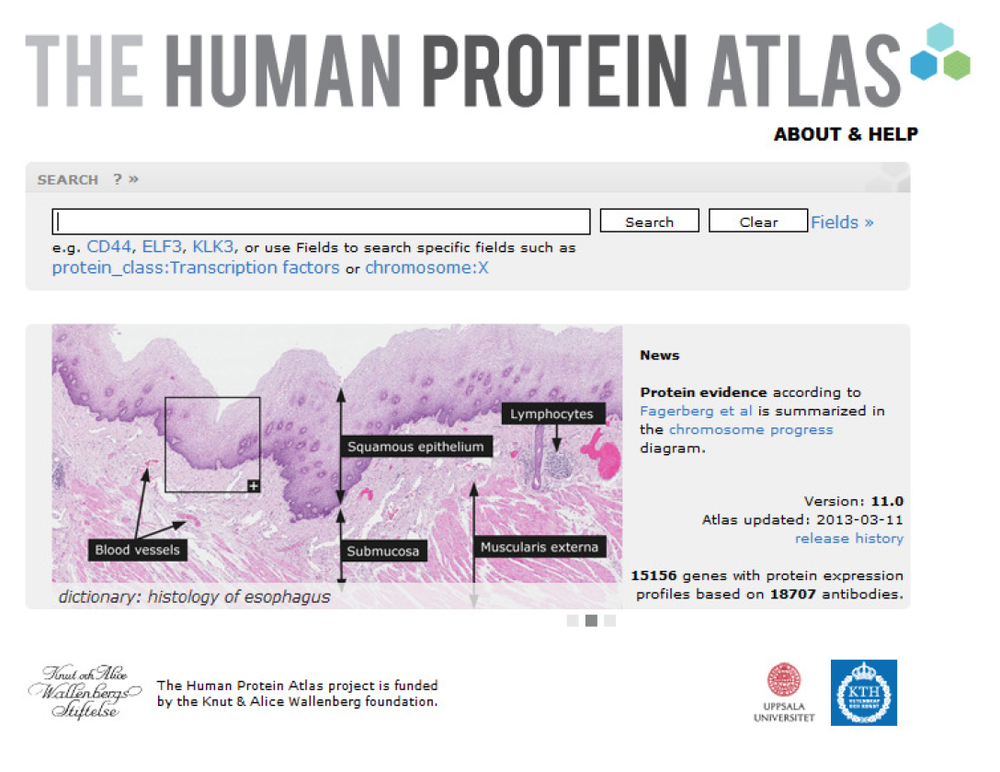 THE HUMAN PROTEIN ATLAS
ABOUT & HELP
SEARCH ? »
Search
Clear
Fields »
e.g. CD44, ELF3, KLK3, or use Fields to search specific fields such as
protein_class:Transcription factors or chromosome:X
Lymphocytes
Squamous epithelium
Blood vessels
Submucosa
Muscularis externa
dictionary: histology of esophagus
News
Protein evidence according to
Fagerberg et al is summarized in
the chromosome progress
diagram.
Version: 11.0
Atlas updated: 2013-03-11
release history
15156 genes with protein expression
profiles based on 18707 antibodies.
Knut och Alice
Wallenbergs
Stiftelse
The Human Protein Atlas project is funded
by the Knut & Alice Wallenberg foundation.
UPPSALA
UNIVERSITET
KTH
VETENSKAP
OCH KONST